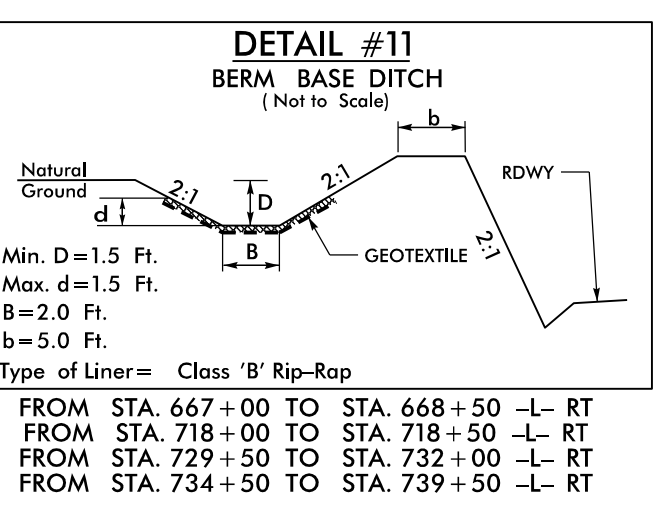 DETAIL #11
BERM BASE DITCH
( Not to Scale)
b
Natural
Ground
2:1
D
2:1
RDWY
d
B
GEOTEXTILE
2:1
Min. D=1.5 Ft.
Max. d=1.5 Ft.
B=2.0 Ft.
b=5.0 Ft.
Type of Liner= Class 'B' Rip-Rap
FROM STA. 667+00 TO STA. 668+50 -L- RT
FROM STA. 718+00 TO STA. 718+50 -L- RT
FROM STA. 729+50 TO STA. 732+00 -L- RT
FROM STA. 734+50 TO STA. 739+50 -L- RT